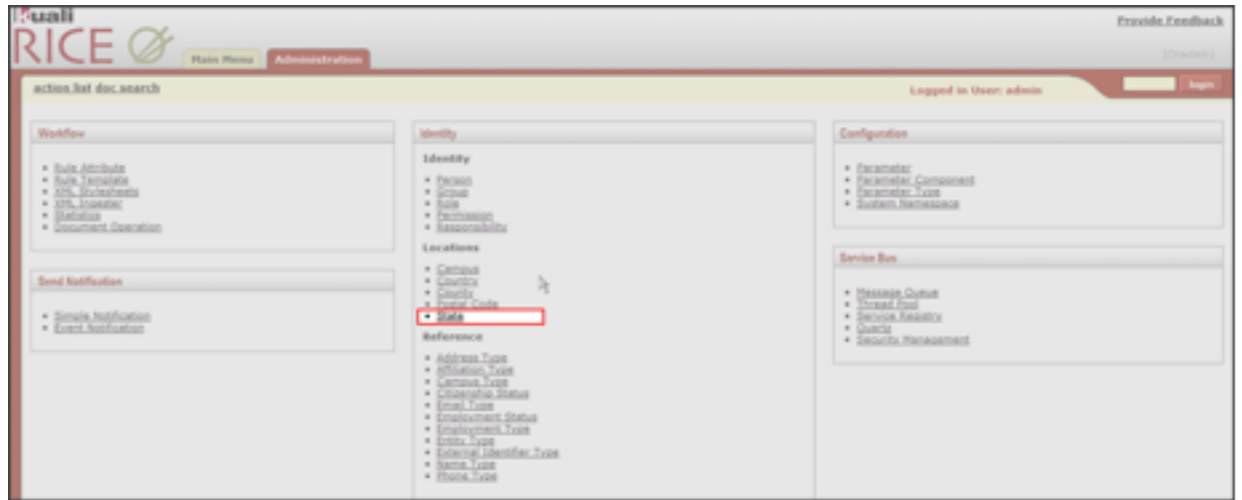 Kuali
RICE
Provide Feedback
Main Menu Administration
action list doc search
Logged in User: admin
login
Workflow
Rule Attribute
Rule Template
XML Stylesheets
XML Ingester
Statistics
Document Operation
Send Notification
Simple Notification
Event Notification
Identity
Identity
Person
Group
Role
Permission
Responsibility
Locations
Campus
Country
County
Postal Code
State
Reference
Address Type
Affiliation Type
Campus Type
Citizenship Status
Email Type
Employment Status
Employment Type
Entity Type
External Identifier Type
Name Type
Phone Type
Configuration
Parameter
Parameter Component
Parameter Type
System Namespace
Service Bus
Message Queue
Thread Pool
Service Registry
Quartz
Security Management